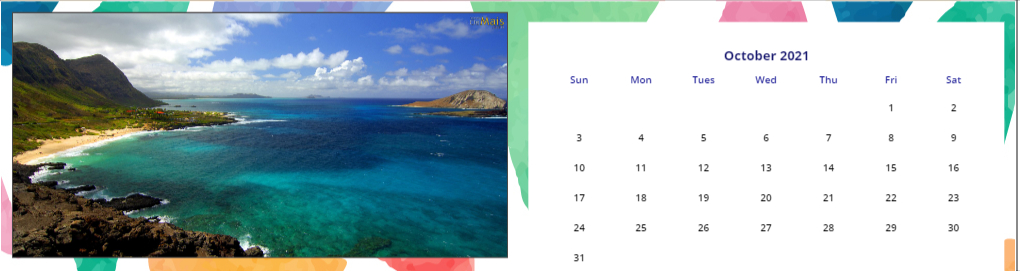 Mais
October 2021
Sun Mon Tues Wed Thu Fri Sat
1 2
3 4 5 6 7 8 9
10 11 12 13 14 15 16
17 18 19 20 21 22 23
24 25 26 27 28 29 30
31